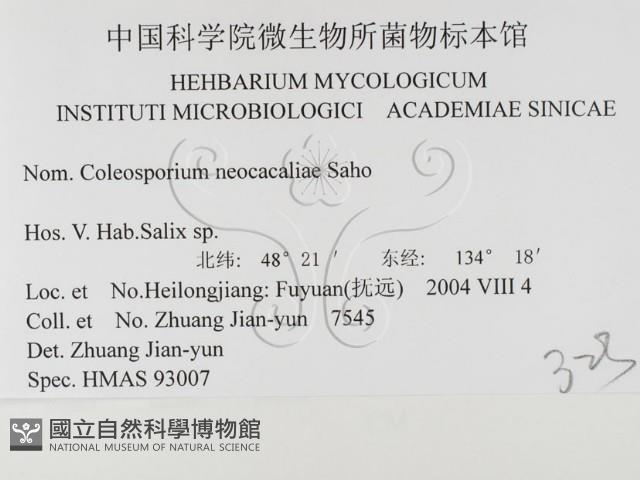 中国科学院微生物所菌物标本馆
HEHBARIUM MYCOLOGICUM
INSTITUTI MICROBIOLOGICI ACADEMIAE SINICAE
Nom. Coleosporium neocacaliae Saho
Hos. V. Hab.Salix sp.
北纬: 48° 21 ′ 东经: 134° 18′
Loc. et No.Heilongjiang: Fuyuan(抚远) 2004 VIII 4
Coll. et No. Zhuang Jian-yun 7545
Det. Zhuang Jian-yun
Spec. HMAS 93007
國立自然科學博物館
NATIONAL MUSEUM OF NATURAL SCIENCE